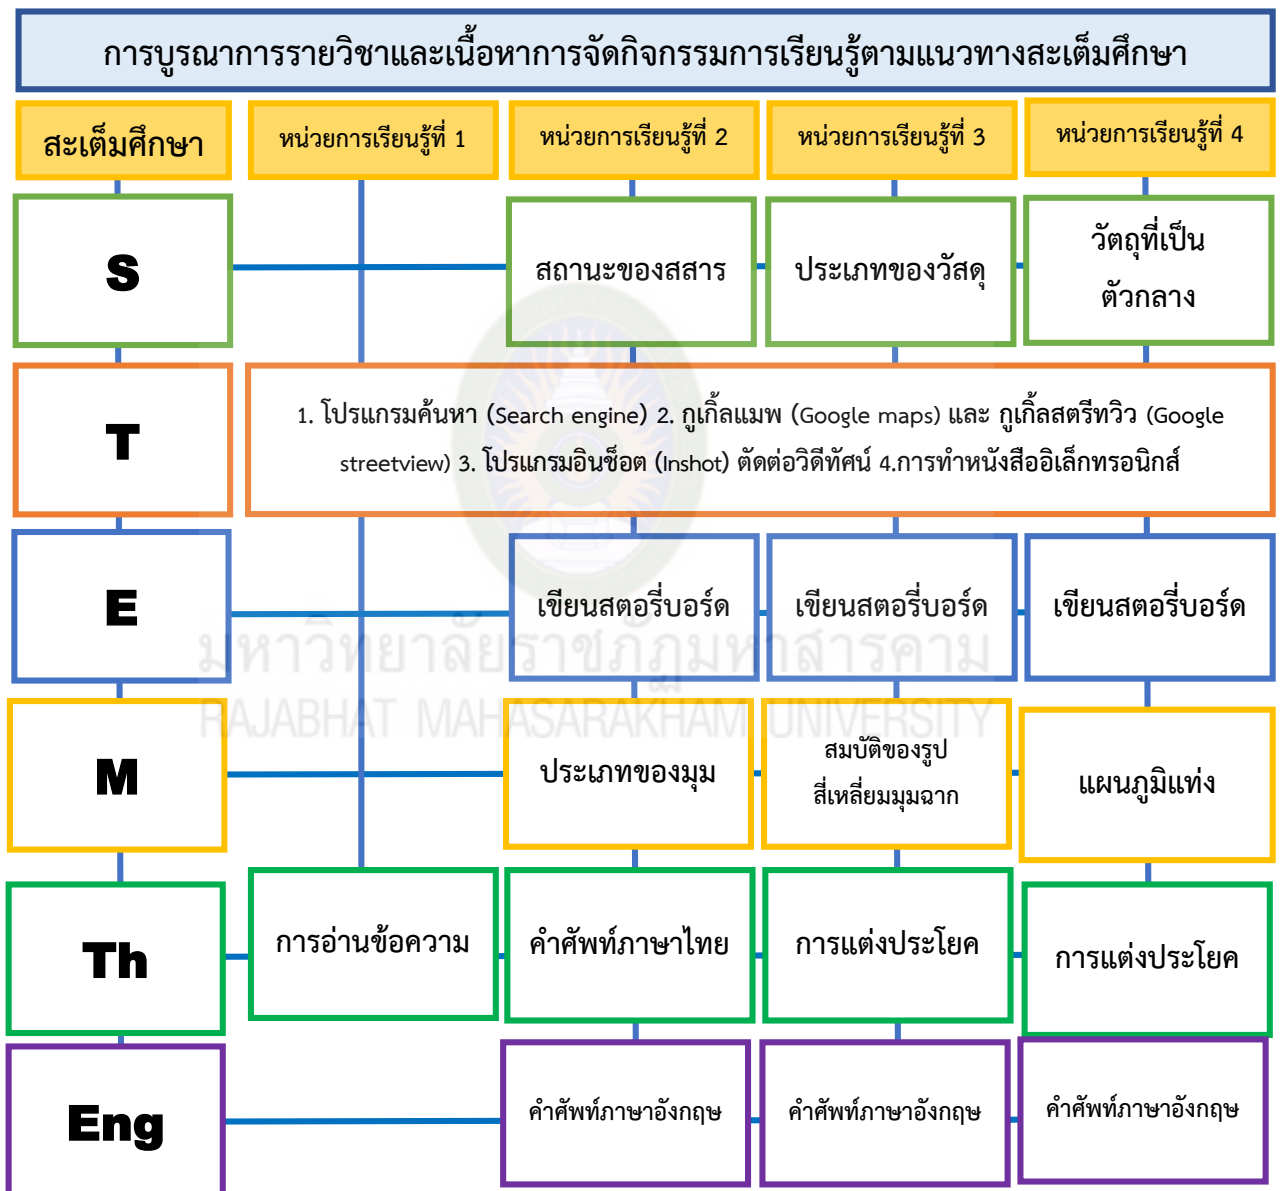 การบูรณาการรายวิชาและเนื้อหาการจัดกิจกรรมการเรียนรู้ตามแนวทางสะเต็มศึกษา
สะเต็มศึกษา
หน่วยการเรียนรู้ที่ 1
หน่วยการเรียนรู้ที่ 2
หน่วยการเรียนรู้ที่ 3
หน่วยการเรียนรู้ที่ 4
S
สถานะของสสาร
ประเภทของวัสดุ
วัตถุที่เป็น
ตัวกลาง
T
1. โปรแกรมค้นหา (Search engine) 2. กูเกิ้ลแมพ (Google maps) และ กูเกิ้ลสตรีทวิว (Google
streetview) 3. โปรแกรมอินช็อต (Inshot) ตัดต่อวิดีทัศน์ 4.การทำหนังสืออิเล็กทรอนิกส์
E
เขียนสตอรี่บอร์ด
เขียนสตอรี่บอร์ด
เขียนสตอรี่บอร์ด
มหาวิทยาลัยราชภัฏมหาสารคาม
RAJABHAT MAHASARAKHAM UNIVERSITY
M
ประเภทของมุม
สมบัติของรูป
สี่เหลี่ยมมุมฉาก
แผนภูมิแท่ง
Th
การอ่านข้อความ
คำศัพท์ภาษาไทย
การแต่งประโยค
การแต่งประโยค
Eng
คำศัพท์ภาษาอังกฤษ
คำศัพท์ภาษาอังกฤษ
คำศัพท์ภาษาอังกฤษ